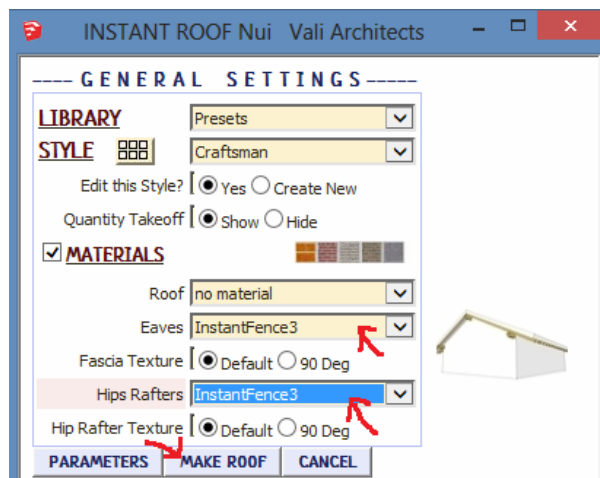 INSTANT ROOF Nui Vali Architects
---- GENERAL SETTINGS-----
LIBRARY Presets
STYLE Craftsman
Edit this Style? Yes Create New
Quantity Takeoff Show Hide
MATERIALS
Roof no material
Eaves InstantFence3
Fascia Texture Default 90 Deg
Hips Rafters InstantFence3
Hip Rafter Texture Default 90 Deg
PARAMETERS MAKE ROOF CANCEL